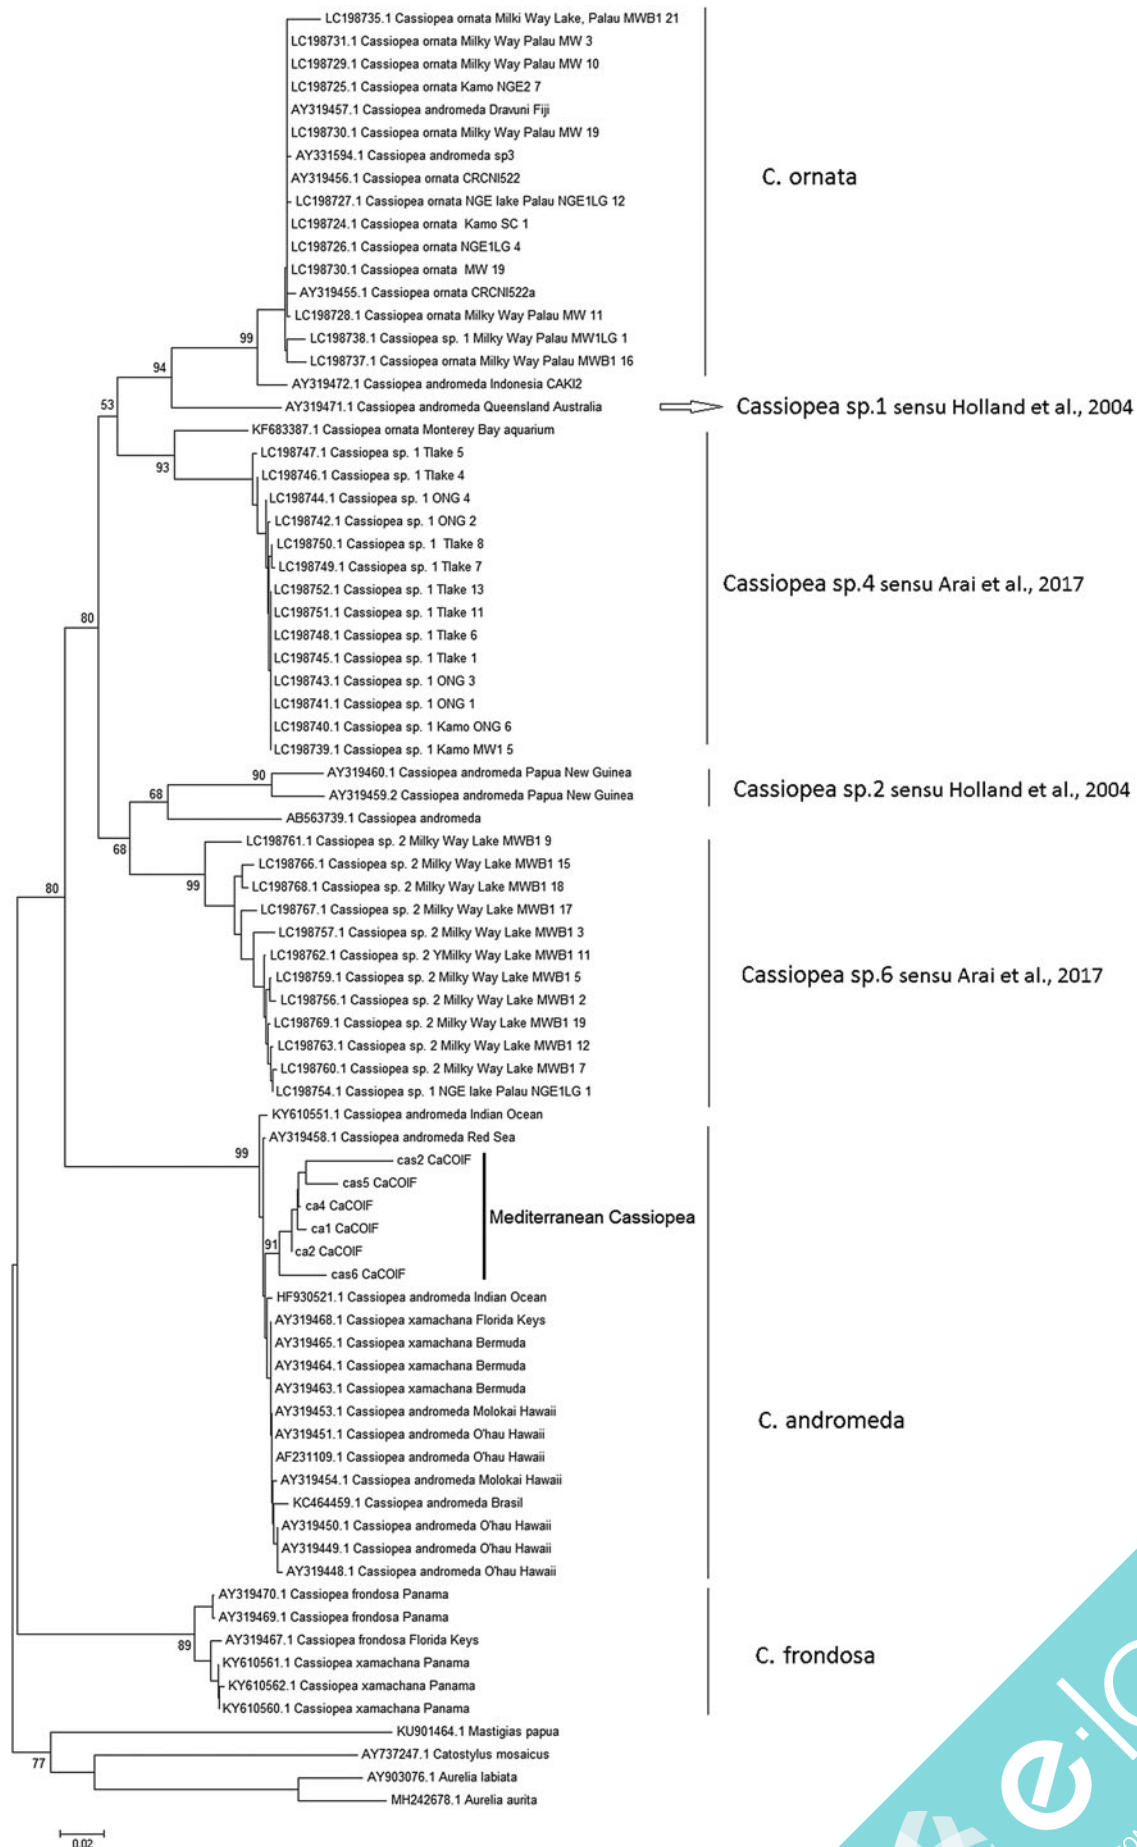 LC198735.1 Cassiopea ornata Milki Way Lake, Palau MWB1 21
LC198731.1 Cassiopea ornata Milky Way Palau MW 3
LC198729.1 Cassiopea ornata Milky Way Palau MW 10
LC198725.1 Cassiopea ornata Kamo NGE2 7
AY319457.1 Cassiopea andromeda Dravuni Fiji
LC198730.1 Cassiopea ornata Milky Way Palau MW 19
AY331594.1 Cassiopea andromeda sp3
C. ornata
AY319456.1 Cassiopea ornata CRCNI522
LC198727.1 Cassiopea ornata NGE lake Palau NGE1LG 12
LC198724.1 Cassiopea ornata Kamo SC 1
LC198726.1 Cassiopea ornata NGE1LG 4
LC198730.1 Cassiopea ornata MW 19
AY319455.1 Cassiopea ornata CRCNI522a
LC198728.1 Cassiopea ornata Milky Way Palau MW 11
99
LC198738.1 Cassiopea sp. 1 Milky Way Palau MW1LG 1
LC198737.1 Cassiopea ornata Milky Way Palau MWB1 16
94
AY319472.1 Cassiopea andromeda Indonesia CAKI2
53
AY319471.1 Cassiopea andromeda Queensland Australia
Cassiopea sp.1 sensu Holland et al., 2004
KF683387.1 Cassiopea ornata Monterey Bay aquarium
93
LC198747.1 Cassiopea sp. 1 Tlake 5
LC198746.1 Cassiopea sp. 1 Tlake 4
LC198744.1 Cassiopea sp. 1 ONG 4
LC198742.1 Cassiopea sp. 1 ONG 2
LC198750.1 Cassiopea sp. 1 Tlake 8
LC198749.1 Cassiopea sp. 1 Tlake 7
Cassiopea sp.4 sensu Arai et al., 2017
LC198752.1 Cassiopea sp. 1 Tlake 13
LC198751.1 Cassiopea sp. 1 Tlake 11
80
LC198748.1 Cassiopea sp. 1 Tlake 6
LC198745.1 Cassiopea sp. 1 Tlake 1
LC198743.1 Cassiopea sp. 1 ONG 3
LC198741.1 Cassiopea sp. 1 ONG 1
LC198740.1 Cassiopea sp. 1 Kamo ONG 6
LC198739.1 Cassiopea sp. 1 Kamo MW1 5
90
AY319460.1 Cassiopea andromeda Papua New Guinea
Cassiopea sp.2 sensu Holland et al., 2004
AY319459.2 Cassiopea andromeda Papua New Guinea
68
AB563739.1 Cassiopea andromeda
68
LC198761.1 Cassiopea sp. 2 Milky Way Lake MWB1 9
LC198766.1 Cassiopea sp. 2 Milky Way Lake MWB1 15
80
99
LC198768.1 Cassiopea sp. 2 Milky Way Lake MWB1 18
LC198767.1 Cassiopea sp. 2 Milky Way Lake MWB1 17
LC198757.1 Cassiopea sp. 2 Milky Way Lake MWB1 3
LC198762.1 Cassiopea sp. 2 YMilky Way Lake MWB1 11
LC198759.1 Cassiopea sp. 2 Milky Way Lake MWB1 5
Cassiopea sp.6 sensu Arai et al., 2017
LC198756.1 Cassiopea sp. 2 Milky Way Lake MWB1 2
LC198769.1 Cassiopea sp. 2 Milky Way Lake MWB1 19
LC198763.1 Cassiopea sp. 2 Milky Way Lake MWB1 12
LC198760.1 Cassiopea sp. 2 Milky Way Lake MWB1 7
LC198754.1 Cassiopea sp. 1 NGE lake Palau NGE1LG 1
KY610551.1 Cassiopea andromeda Indian Ocean
AY319458.1 Cassiopea andromeda Red Sea
99
cas2 CaCOIF
cas5 CaCOIF
ca4 CaCOIF
Mediterranean Cassiopea
ca1 CaCOIF
91
ca2 CaCOIF
cas6 CaCOIF
HF930521.1 Cassiopea andromeda Indian Ocean
AY319468.1 Cassiopea xamachana Florida Keys
AY319465.1 Cassiopea xamachana Bermuda
AY319464.1 Cassiopea xamachana Bermuda
AY319463.1 Cassiopea xamachana Bermuda
AY319453.1 Cassiopea andromeda Molokai Hawaii
C. andromeda
AY319451.1 Cassiopea andromeda O'hau Hawaii
AF231109.1 Cassiopea andromeda O'hau Hawaii
AY319454.1 Cassiopea andromeda Molokai Hawaii
KC464459.1 Cassiopea andromeda Brasil
AY319450.1 Cassiopea andromeda O'hau Hawaii
AY319449.1 Cassiopea andromeda O'hau Hawaii
AY319448.1 Cassiopea andromeda O'hau Hawaii
AY319470.1 Cassiopea frondosa Panama
AY319469.1 Cassiopea frondosa Panama
89
AY319467.1 Cassiopea frondosa Florida Keys
C. frondosa
KY610561.1 Cassiopea xamachana Panama
KY610562.1 Cassiopea xamachana Panama
KY610560.1 Cassiopea xamachana Panama
KU901464.1 Mastigias papua
77
AY737247.1 Catostylus mosaicus
AY903076.1 Aurelia labiata
MH242678.1 Aurelia aurita
0.02